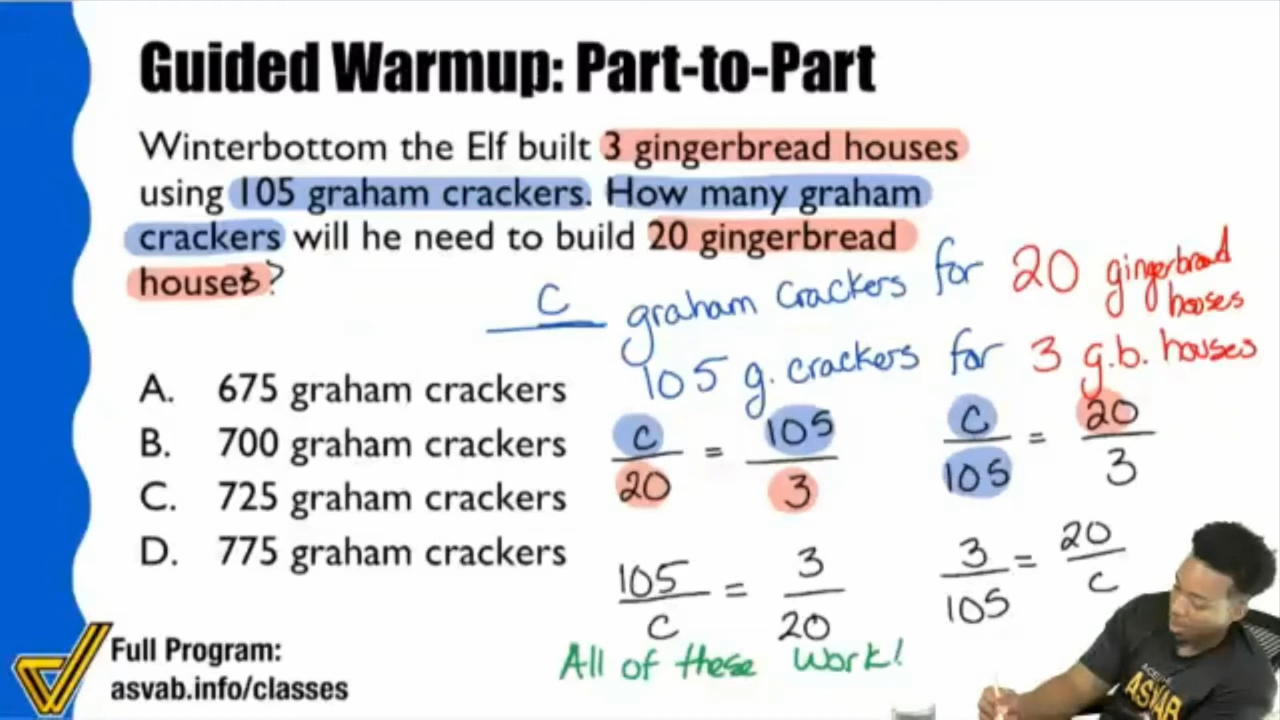 Guided Warmup: Part-to-Part
Winterbottom the Elf built 3 gingerbread houses
using 105 graham crackers. How many graham
crackers will he need to build 20 gingerbread
houses?
C graham crackers for 20 gingerbread
houses
105 g. crackers for 3 g.b. houses
A. 675 graham crackers
B. 700 graham crackers
C. 725 graham crackers
D. 775 graham crackers
c/20 = 105/3
c/105 = 20/3
105/c = 3/20
3/105 = 20/c
All of these work!
Full Program:
asvab.info/classes
ASVAB